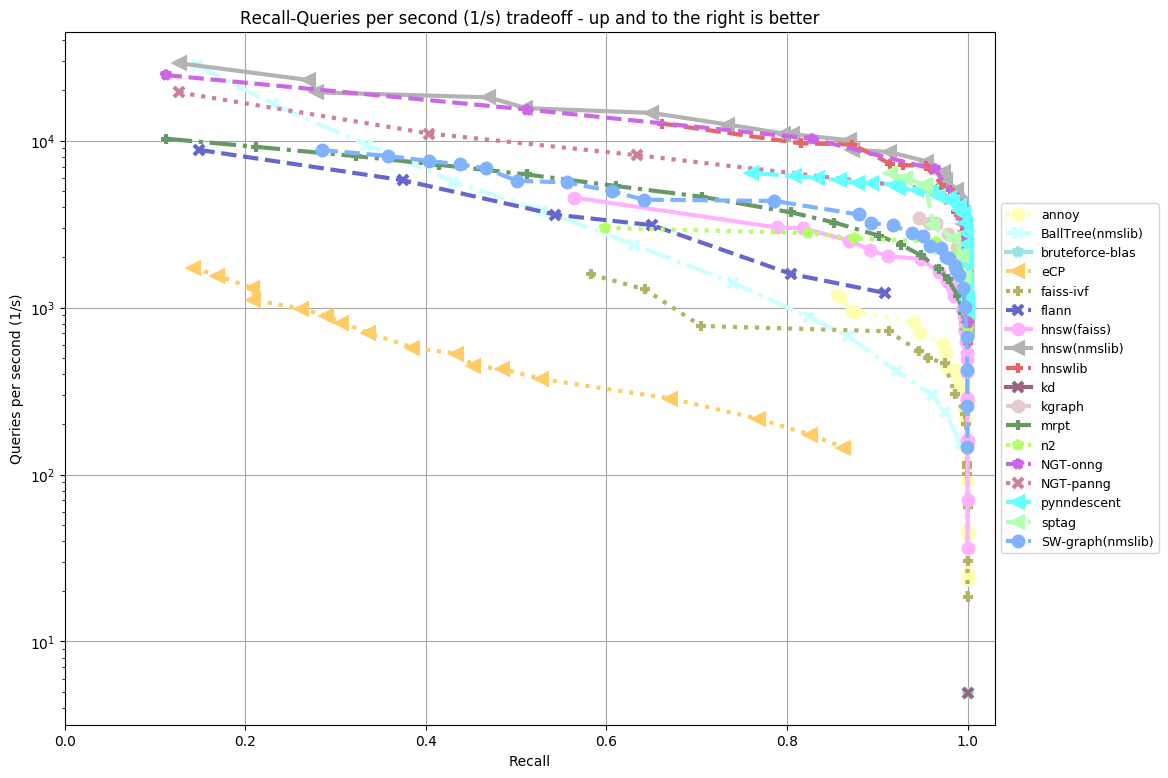 Recall-Queries per second (1/s) tradeoff - up and to the right is better
Queries per second (1/s)
10^4
10^3
10^2
10^1
0.0 0.2 0.4 0.6 0.8 1.0
Recall
annoy
BallTree(nmslib)
bruteforce-blas
eCP
faiss-ivf
flann
hnsw(faiss)
hnsw(nmslib)
hnswlib
kd
kgraph
mrpt
n2
NGT-onng
NGT-panng
pynndescent
sptag
SW-graph(nmslib)